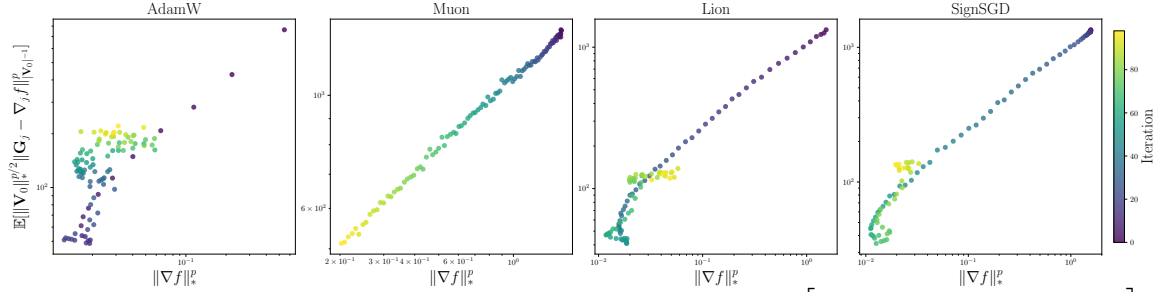 AdamW
Muon
Lion
SignSGD
𝔼[‖V₀‖∗^{p/2}‖G_j − ∇_j f‖^p_{|V₀|^{-1}}]
10²
10⁻¹
‖∇f‖∗^p
10³
6 × 10²
2 × 10⁻¹
3 × 10⁻¹
4 × 10⁻¹
6 × 10⁻¹
10⁰
‖∇f‖∗^p
10³
10²
10⁻²
10⁻¹
10⁰
‖∇f‖∗^p
10³
10²
10⁻²
10⁻¹
10⁰
‖∇f‖∗^p
80
60
40
20
0
Iteration